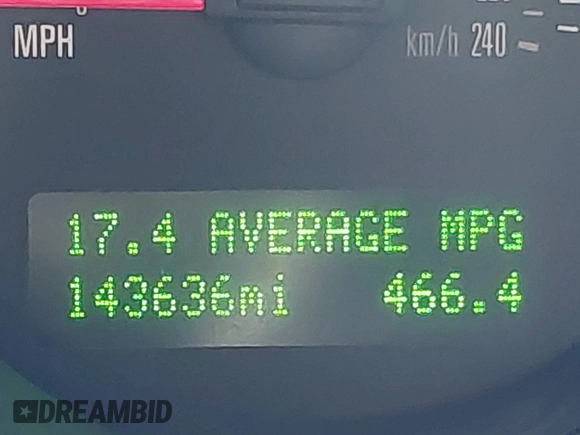 MPH km/h 240
17.4 AVERAGE MPG
143636mi 466.4
DREAMBID